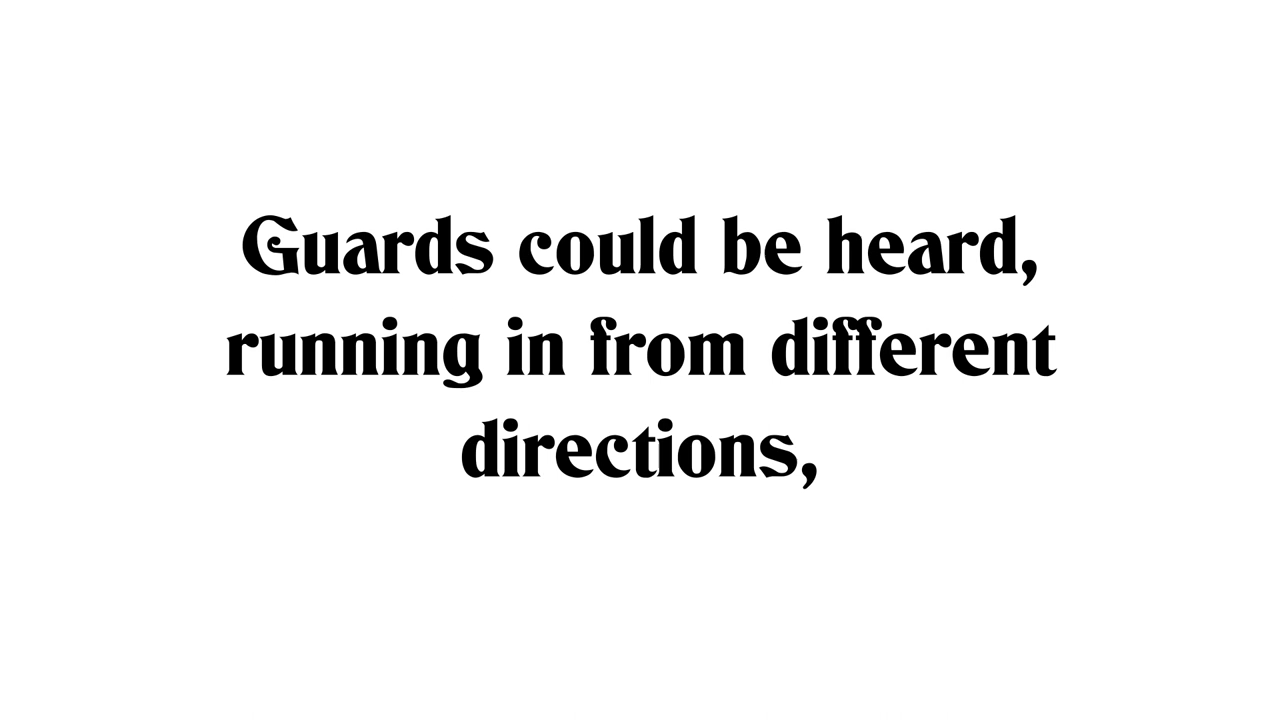 Guards could be heard,
running in from different
directions,